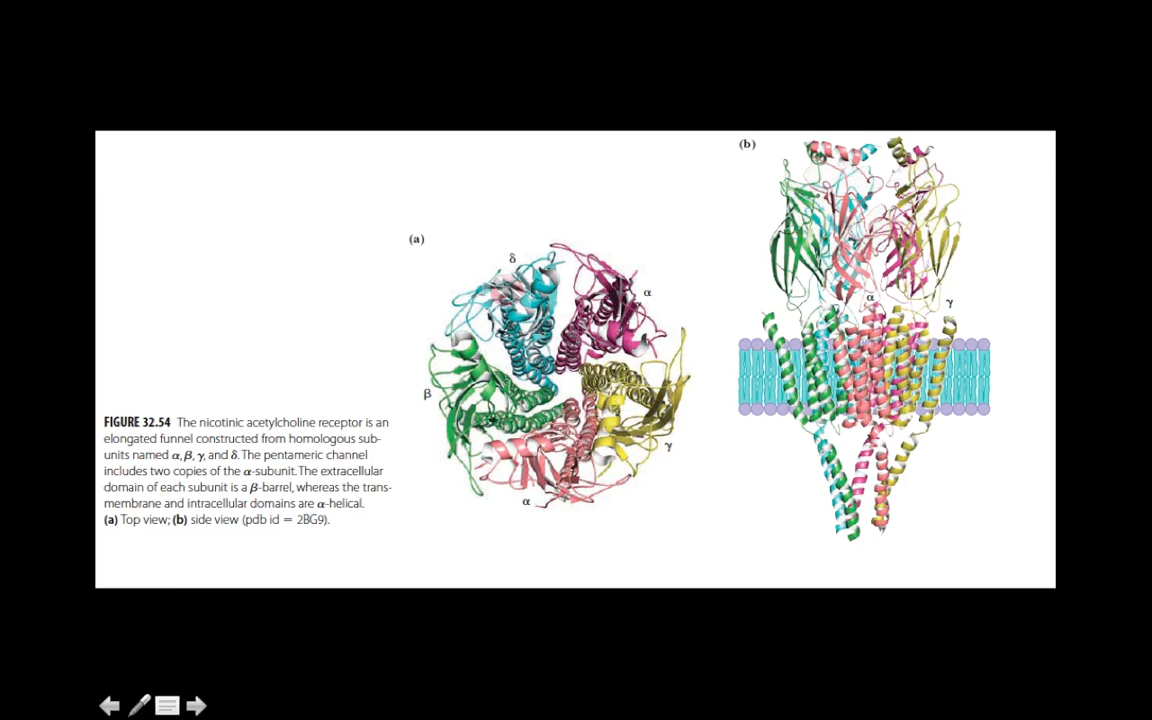 (a)
(b)
δ
α
β
γ
α
α
γ
FIGURE 32.54 The nicotinic acetylcholine receptor is an
elongated funnel constructed from homologous sub-
units named α, β, γ, and δ. The pentameric channel
includes two copies of the α-subunit. The extracellular
domain of each subunit is a β-barrel, whereas the trans-
membrane and intracellular domains are α-helical.
(a) Top view; (b) side view (pdb id = 2BG9).